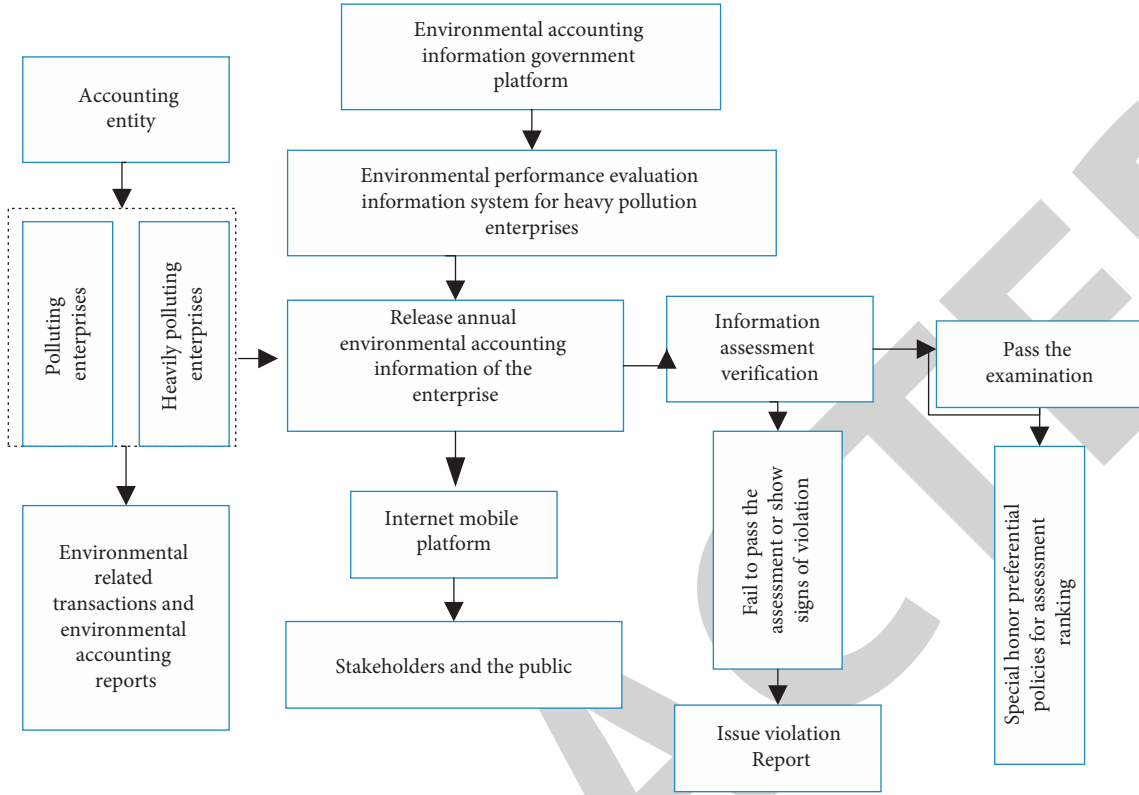 Environmental accounting
information government
platform
Accounting
entity
Environmental performance evaluation
information system for heavy pollution
enterprises
Polluting
enterprises
Heavily polluting
enterprises
Release annual
environmental accounting
information of the
enterprise
Information
assessment
verification
Pass the
examination
Internet mobile
platform
Fail to pass the
assessment or show
signs of violation
Special honor preferential
policies for assessment
ranking
Environmental
related
transactions and
environmental
accounting
reports
Stakeholders and the public
Issue violation
Report